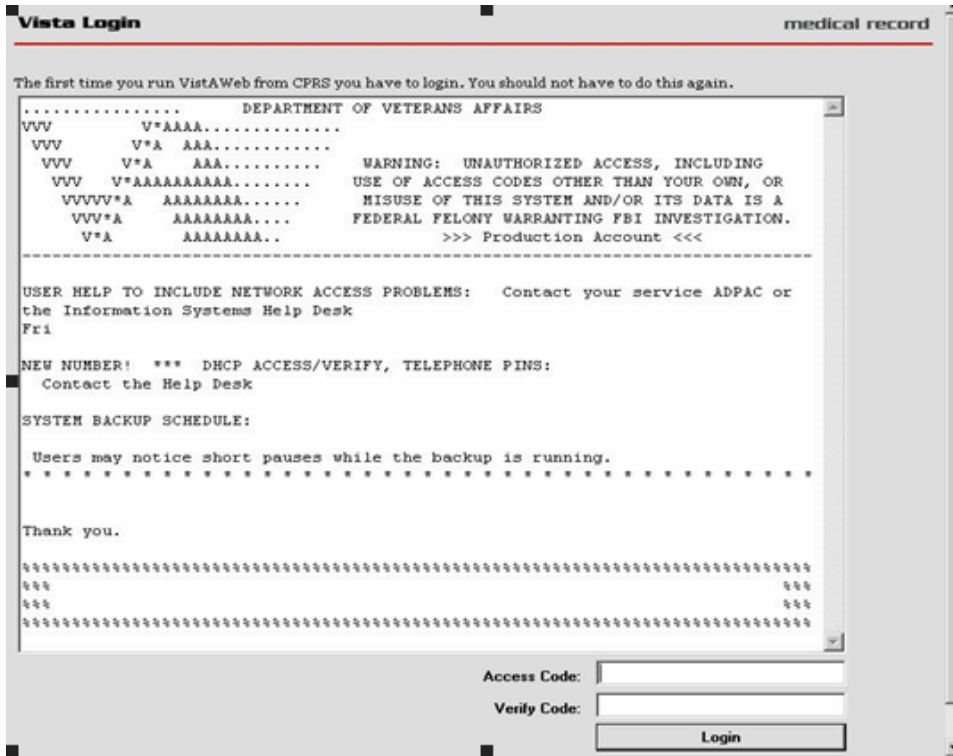 Vista Login
medical record
The first time you run VistAWeb from CPRS you have to login. You should not have to do this again.
................ DEPARTMENT OF VETERANS AFFAIRS
VVV V*AAAA..............
VVV V*A AAA............
VVV V*A AAA.......... WARNING: UNAUTHORIZED ACCESS, INCLUDING
VVV V*AAAAAAAAAA........ USE OF ACCESS CODES OTHER THAN YOUR OWN, OR
VVVVV*A AAAAAAAA...... MISUSE OF THIS SYSTEM AND/OR ITS DATA IS A
VVV*A AAAAAAAA.... FEDERAL FELONY WARRANTING FBI INVESTIGATION.
V*A AAAAAAAA.. >>> Production Account <<<
--------------------------------------------------------------------------------
USER HELP TO INCLUDE NETWORK ACCESS PROBLEMS: Contact your service ADPAC or
the Information Systems Help Desk
Fri
NEW NUMBER! *** DHCP ACCESS/VERIFY, TELEPHONE PINS:
Contact the Help Desk
SYSTEM BACKUP SCHEDULE:
Users may notice short pauses while the backup is running.
* * * * * * * * * * * * * * * * * * * * * * * * * * * * * * * * * * * * * * * *
Thank you.
%%%%%%%%%%%%%%%%%%%%%%%%%%%%%%%%%%%%%%%%%%%%%%%%%%%%%%%%%%%%%%%%%%%%%%%%%%%%%%%%
%%% %%%
%%% %%%
%%%%%%%%%%%%%%%%%%%%%%%%%%%%%%%%%%%%%%%%%%%%%%%%%%%%%%%%%%%%%%%%%%%%%%%%%%%%%%%%
Access Code:
Verify Code:
Login